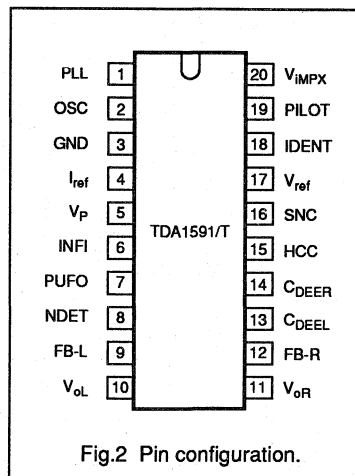 PLL 1 20 ViMPX
OSC 2 19 PILOT
GND 3 18 IDENT
Iref 4 17 Vref
VP 5 16 SNC
TDA1591/T
INFI 6 15 HCC
PUFO 7 14 CDEER
NDET 8 13 CDEEL
FB-L 9 12 FB-R
VoL 10 11 VoR
Fig.2 Pin configuration.